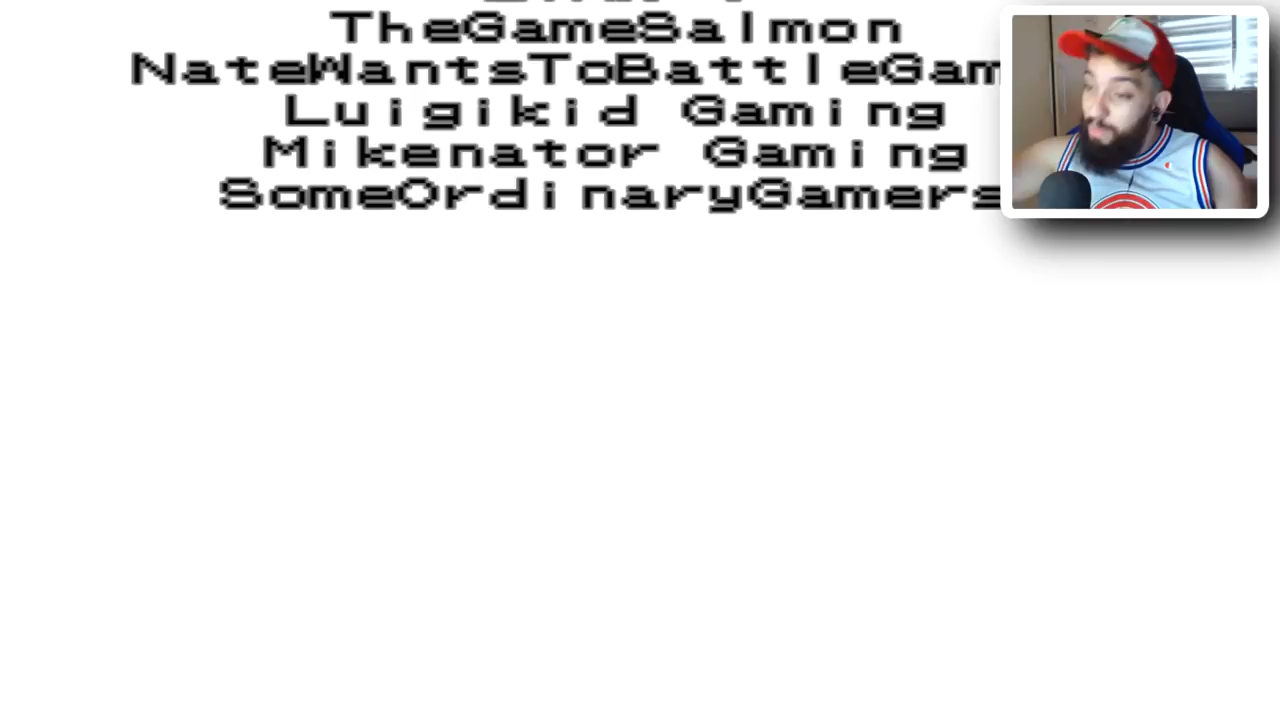 TheGameSalmon
NateWantsToBattleGam
Luigikid Gaming
Mikenator Gaming
SomeOrdinaryGamers